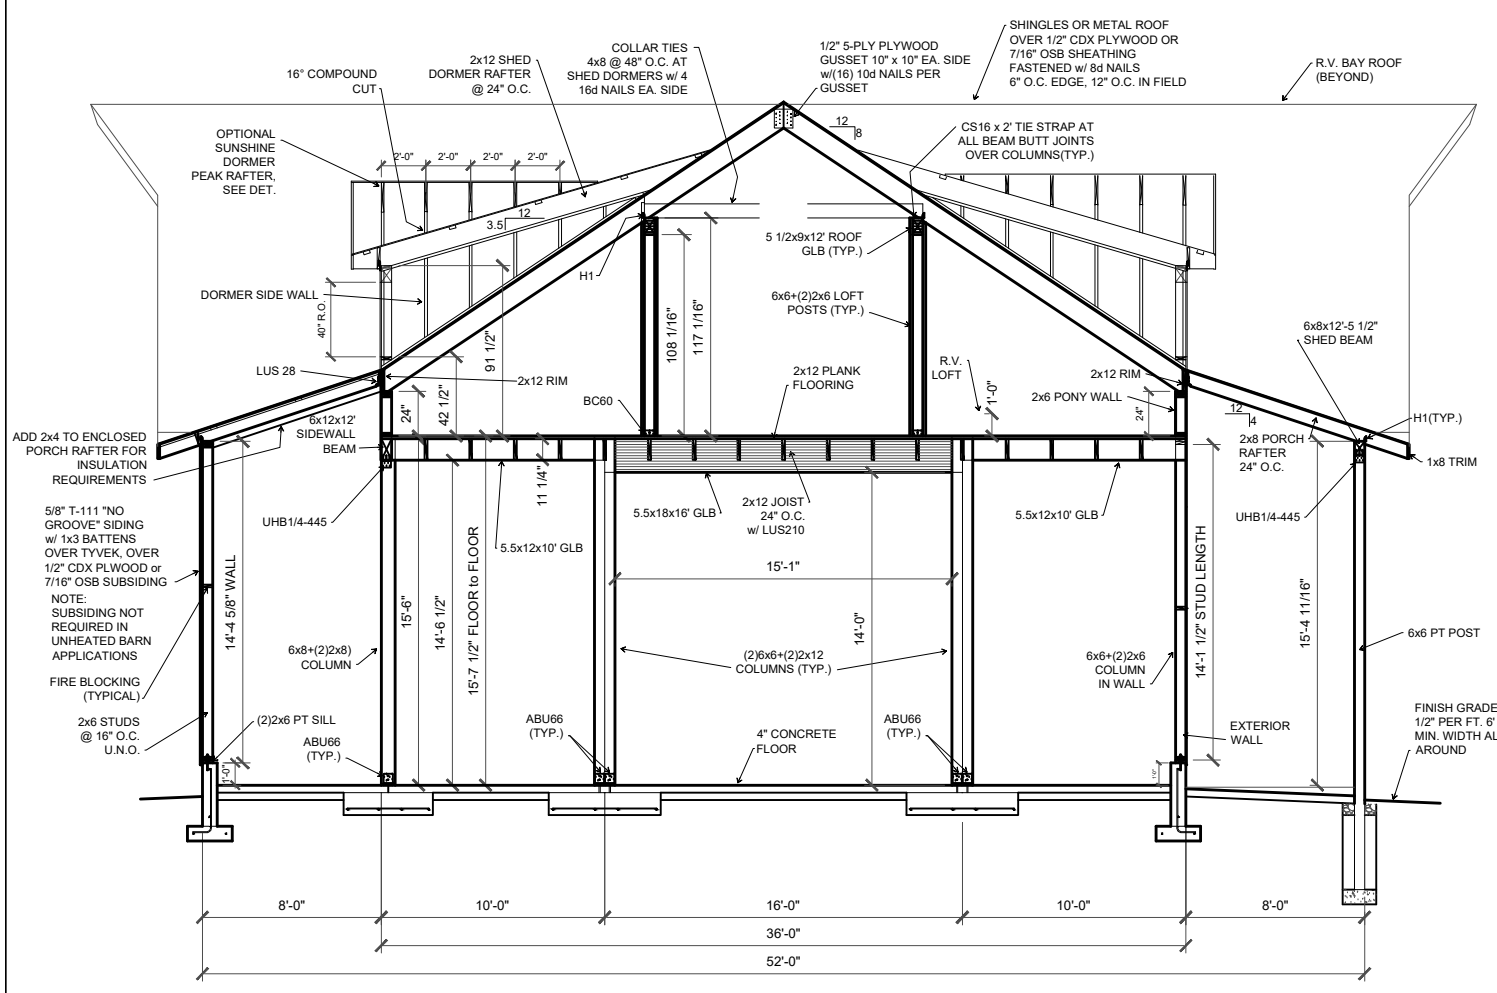 SHINGLES OR METAL ROOF
OVER 1/2" CDX PLYWOOD OR
7/16" OSB SHEATHING
FASTENED w/ 8d NAILS
6" O.C. EDGE, 12" O.C. IN FIELD
R.V. BAY ROOF
(BEYOND)
1/2" 5-PLY PLYWOOD
GUSSET 10" x 10" EA. SIDE
w/(16) 10d NAILS PER
GUSSET
COLLAR TIES
4x8 @ 48" O.C. AT
SHED DORMERS w/ 4
16d NAILS EA. SIDE
2x12 SHED
DORMER RAFTER
@ 24" O.C.
16° COMPOUND
CUT
OPTIONAL
SUNSHINE
DORMER
PEAK RAFTER,
SEE DET.
2'-0"
2'-0"
2'-0"
2'-0"
12
8
CS16 x 2' TIE STRAP AT
ALL BEAM BUTT JOINTS
OVER COLUMNS(TYP.)
12
3.5
5 1/2x9x12' ROOF
GLB (TYP.)
H1
DORMER SIDE WALL
40" R.O.
91 1/2"
108 1/16"
117 1/16"
6x6+(2)2x6 LOFT
POSTS (TYP.)
6x8x12'-5 1/2"
SHED BEAM
LUS 28
2x12 RIM
2x12 PLANK
FLOORING
R.V.
LOFT
1'-0"
2x12 RIM
2x6 PONY WALL
24"
42 1/2"
BC60
24"
12
4
H1(TYP.)
6x12x12'
SIDEWALL
BEAM
ADD 2x4 TO ENCLOSED
PORCH RAFTER FOR
INSULATION
REQUIREMENTS
2x8 PORCH
RAFTER
24" O.C.
1x8 TRIM
11 1/4"
5/8" T-111 "NO
GROOVE" SIDING
w/ 1x3 BATTENS
OVER TYVEK, OVER
1/2" CDX PLWOOD or
7/16" OSB SUBSIDING
NOTE:
SUBSIDING NOT
REQUIRED IN
UNHEATED BARN
APPLICATIONS
UHB1/4-445
5.5x12x10' GLB
5.5x18x16' GLB
2x12 JOIST
24" O.C.
w/ LUS210
5.5x12x10' GLB
UHB1/4-445
15'-1"
14'-4 5/8" WALL
15'-6"
14'-6 1/2"
15'-7 1/2" FLOOR to FLOOR
14'-0"
14'-1 1/2" STUD LENGTH
15'-4 11/16"
6x8+(2)2x8)
COLUMN
(2)6x6+(2)2x12
COLUMNS (TYP.)
6x6+(2)2x6
COLUMN
IN WALL
6x6 PT POST
FIRE BLOCKING
(TYPICAL)
2x6 STUDS
@ 16" O.C.
U.N.O.
(2)2x6 PT SILL
ABU66
(TYP.)
ABU66
(TYP.)
4" CONCRETE
FLOOR
ABU66
(TYP.)
EXTERIOR
WALL
FINISH GRADE
1/2" PER FT. 6'
MIN. WIDTH AL
AROUND
1'-0"
1'-0"
8'-0"
10'-0"
16'-0"
10'-0"
8'-0"
36'-0"
52'-0"